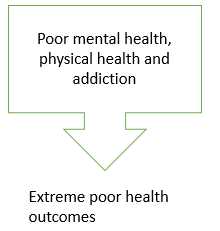 Poor mental health,
physical health and
addiction
Extreme poor health
outcomes